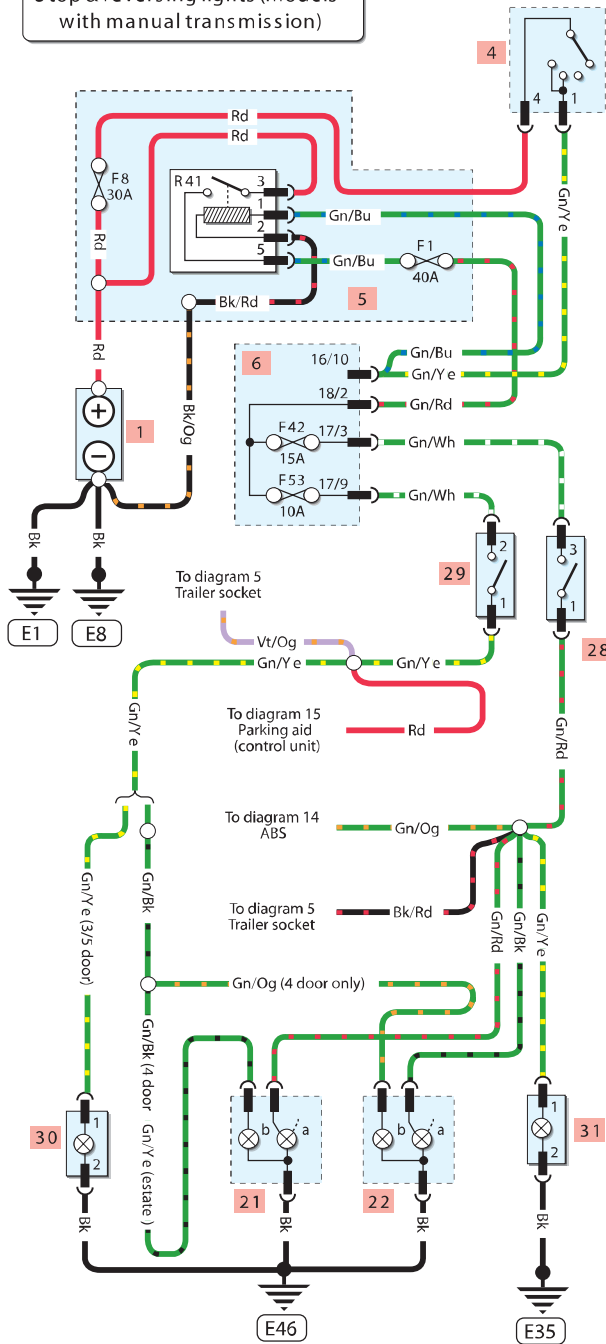 Stop & reversing lights (models
with manual transmission)
4
4
1
Rd
Rd
F8
30A
R41
3
1
2
5
Gn/Bu
Gn/Bu
F1
40A
Rd
Bk/Rd
5
Gn/Ye
Rd
1
Bk/Og
6
16/10
Gn/Bu
Gn/Ye
18/2
Gn/Rd
F42
15A
17/3
Gn/Wh
F53
10A
17/9
Gn/Wh
Bk
Bk
E1
E8
29
2
1
3
1
28
To diagram 5
Trailer socket
Vt/Og
Gn/Ye
Gn/Ye
Gn/Ye
To diagram 15
Parking aid
(control unit)
Rd
Gn/Rd
To diagram 14
ABS
Gn/Og
To diagram 5
Trailer socket
Bk/Rd
Gn/Ye (3/5 door)
Gn/Bk
Gn/Rd
Gn/Bk
Gn/Ye
Gn/Og (4 door only)
Gn/Bk (4 door
Gn/Ye (estate)
30
1
2
b
a
21
b
a
22
1
2
31
Bk
Bk
Bk
Bk
E46
E35